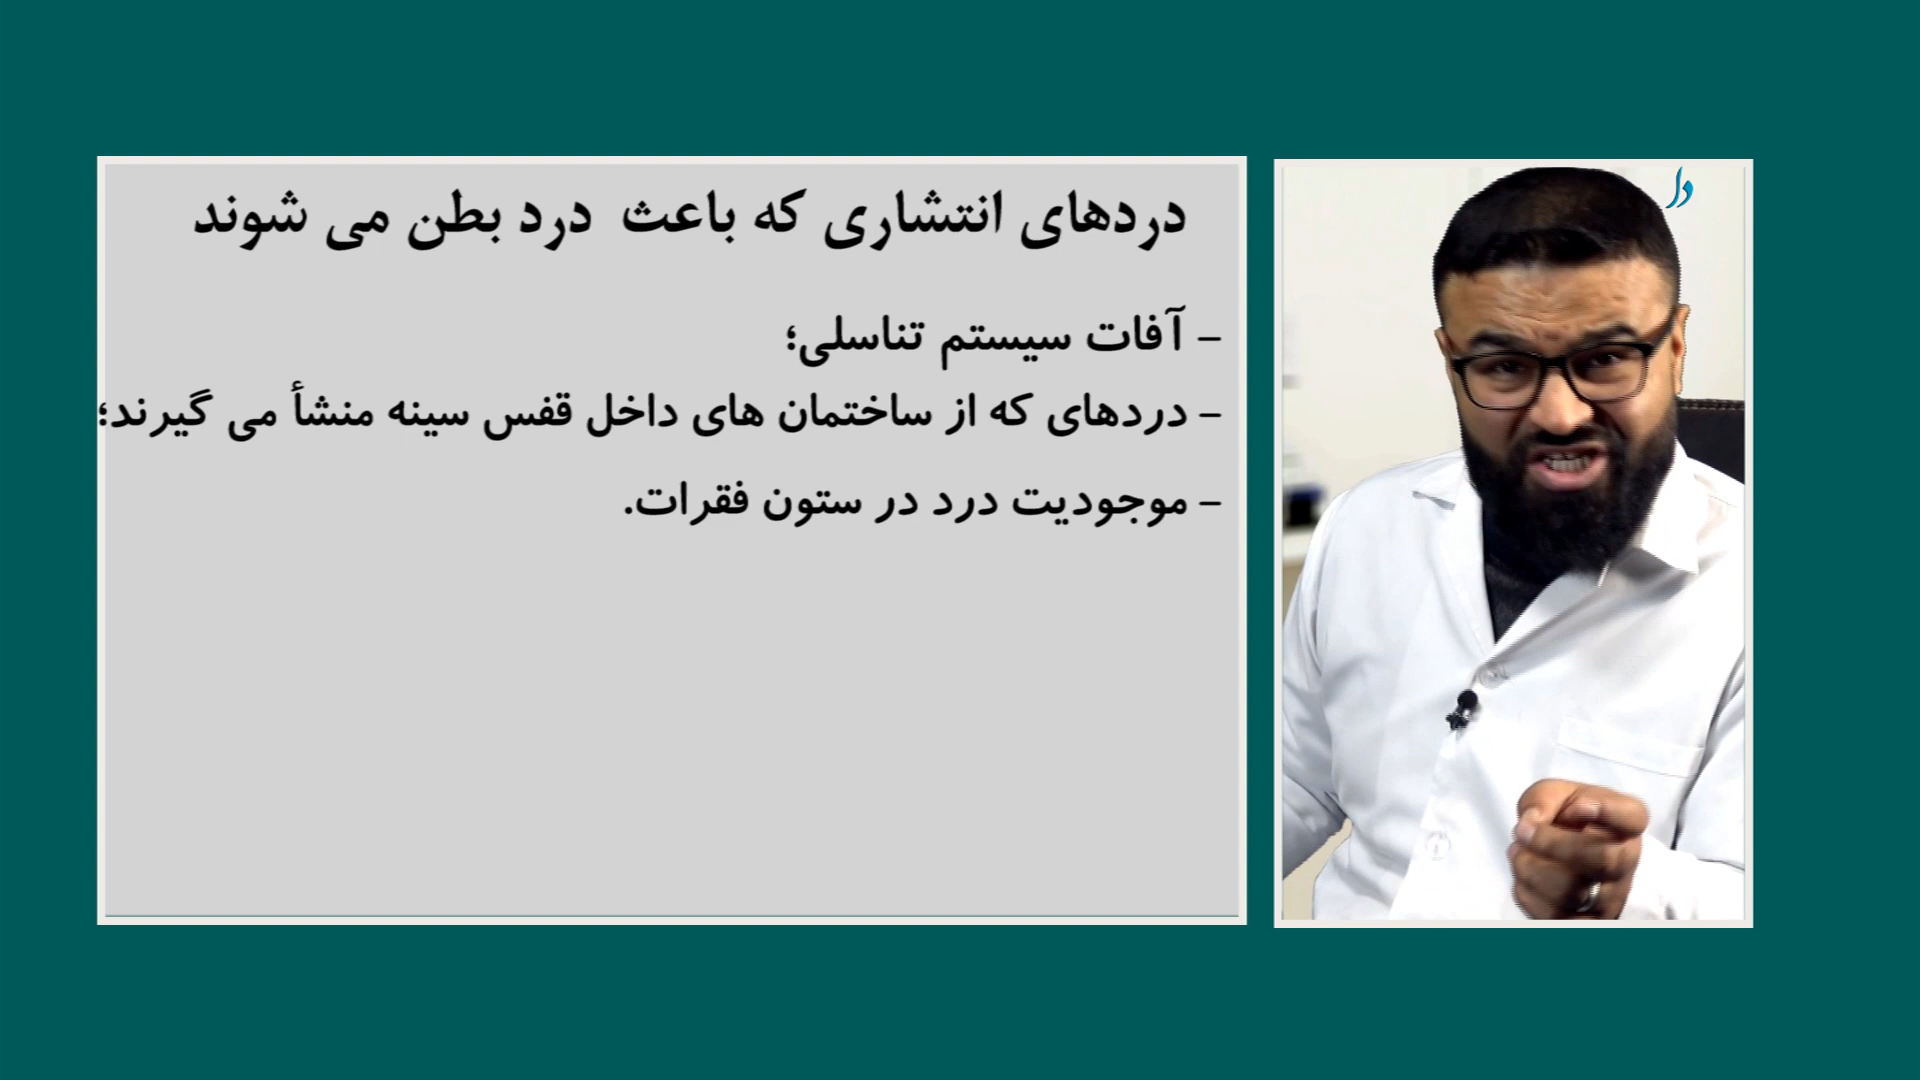 دردهای انتشاری که باعث درد بطن می شوند
- آفات سیستم تناسلی؛
- دردهای که از ساختمان های داخل قفس سینه منشأ می گیرند؛
- موجودیت درد در ستون فقرات.